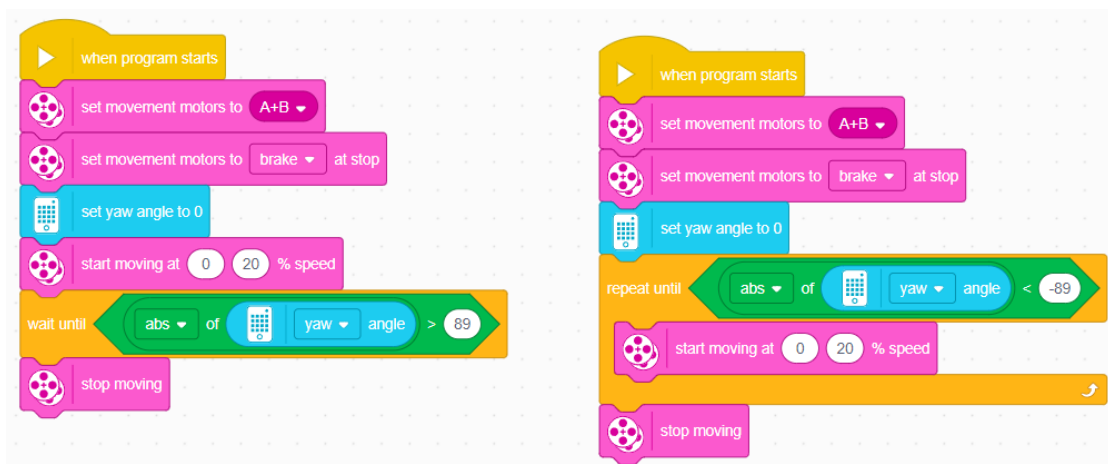 when program starts
set movement motors to A+B
set movement motors to brake at stop
set yaw angle to 0
start moving at 0 20 % speed
wait until abs of yaw angle > 89
stop moving
when program starts
set movement motors to A+B
set movement motors to brake at stop
set yaw angle to 0
repeat until abs of yaw angle < -89
start moving at 0 20 % speed
stop moving